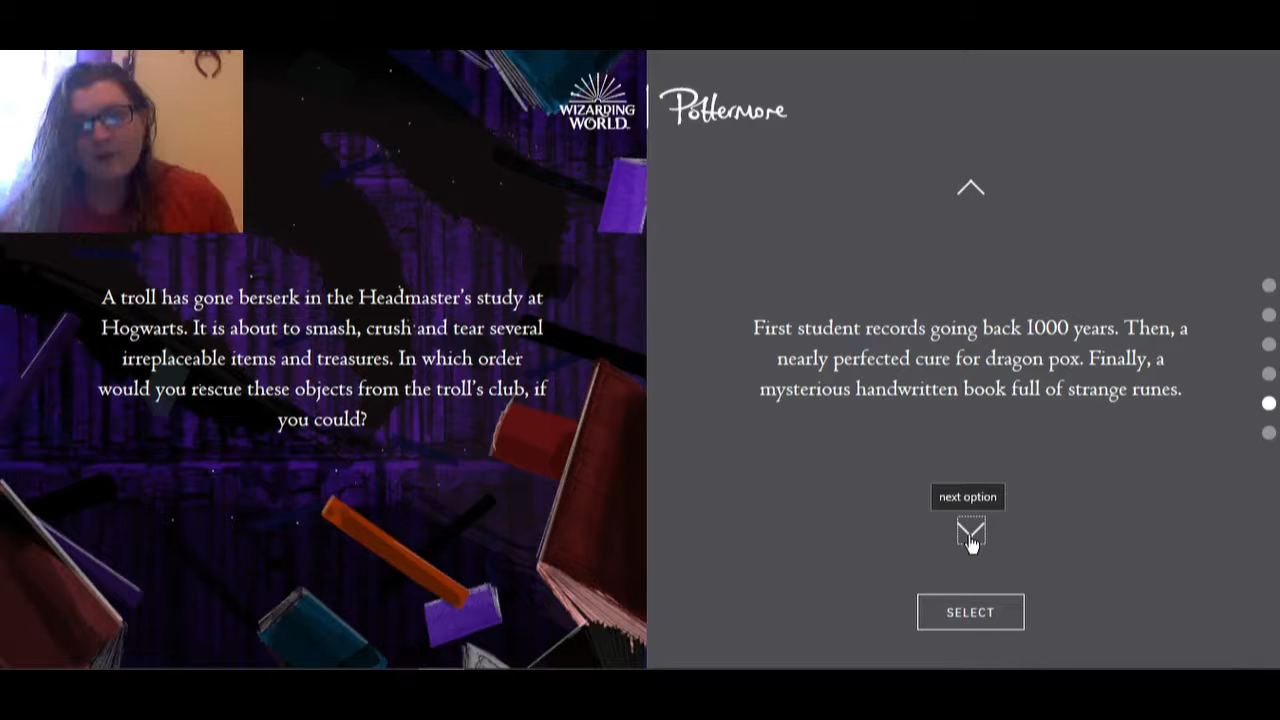 WIZARDING
WORLD
Pottermore
A troll has gone berserk in the Headmaster's study at
Hogwarts. It is about to smash, crush and tear several
irreplaceable items and treasures. In which order
would you rescue these objects from the troll's club, if
you could?
First student records going back 1000 years. Then, a
nearly perfected cure for dragon pox. Finally, a
mysterious handwritten book full of strange runes.
next option
SELECT